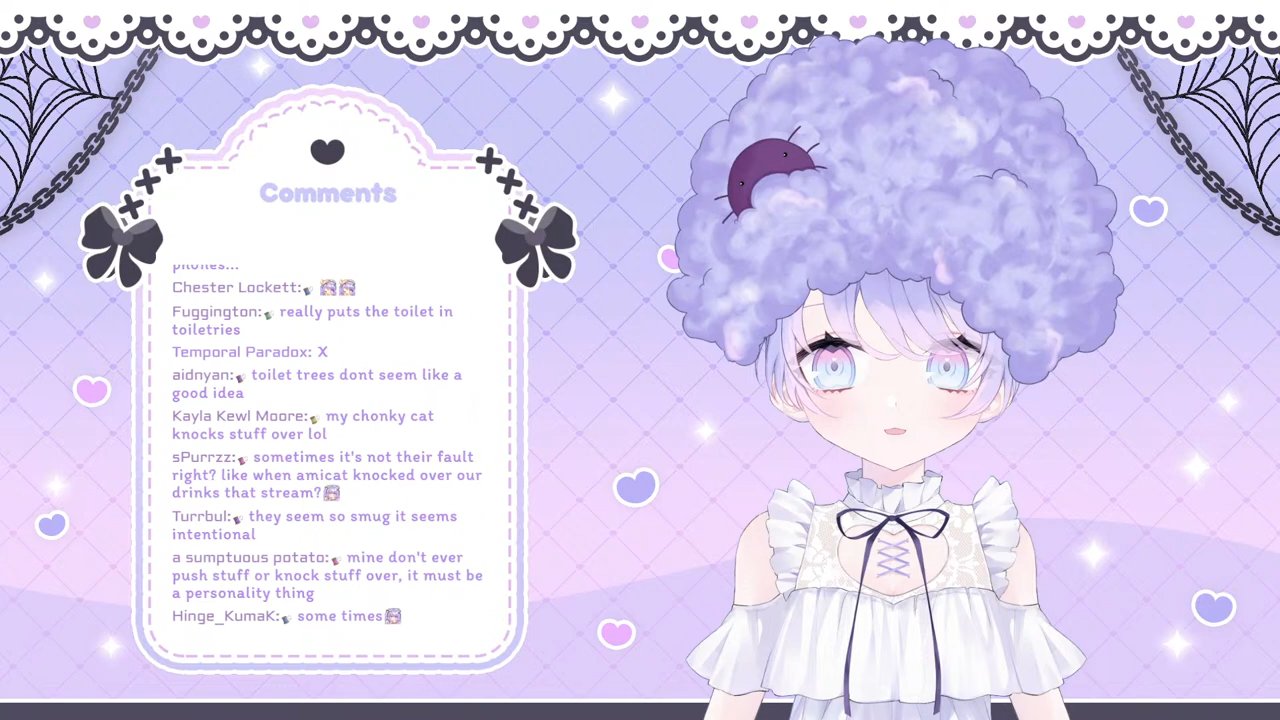 Comments
phones...
Chester Lockett:
Fuggington: really puts the toilet in
toiletries
Temporal Paradox: X
aidnyan: toilet trees dont seem like a
good idea
Kayla Kewl Moore: my chonky cat
knocks stuff over lol
sPurrzz: sometimes it's not their fault
right? like when amicat knocked over our
drinks that stream?
Turrbul: they seem so smug it seems
intentional
a sumptuous potato: mine don't ever
push stuff or knock stuff over, it must be
a personality thing
Hinge_KumaK: some times